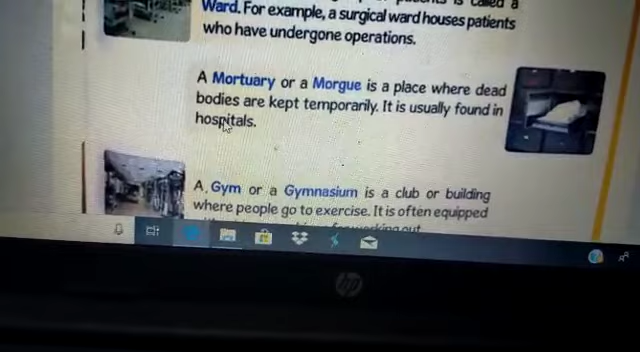 Ward. For example, a surgical ward houses patients
who have undergone operations.
A Mortuary or a Morgue is a place where dead
bodies are kept temporarily. It is usually found in
hospitals.
A Gym or a Gymnasium is a club or building
where people go to exercise. It is often equipped
hp